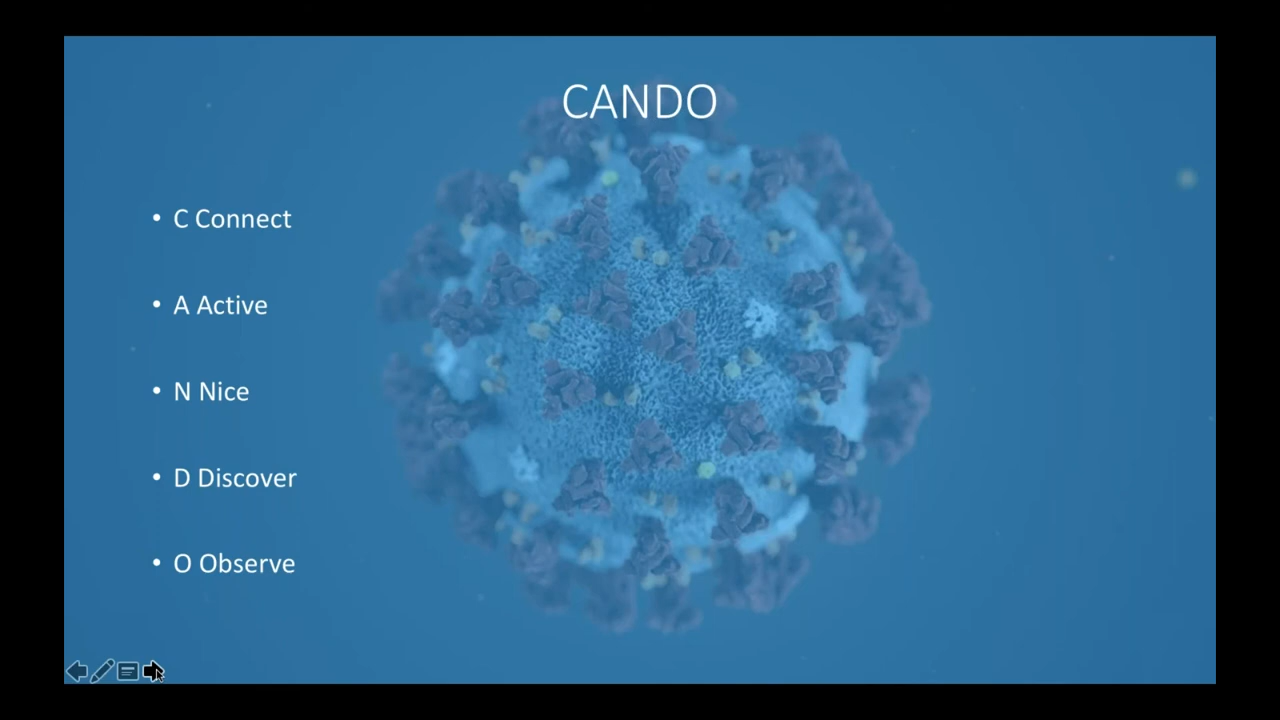 CANDO
• C Connect
• A Active
• N Nice
• D Discover
• O Observe